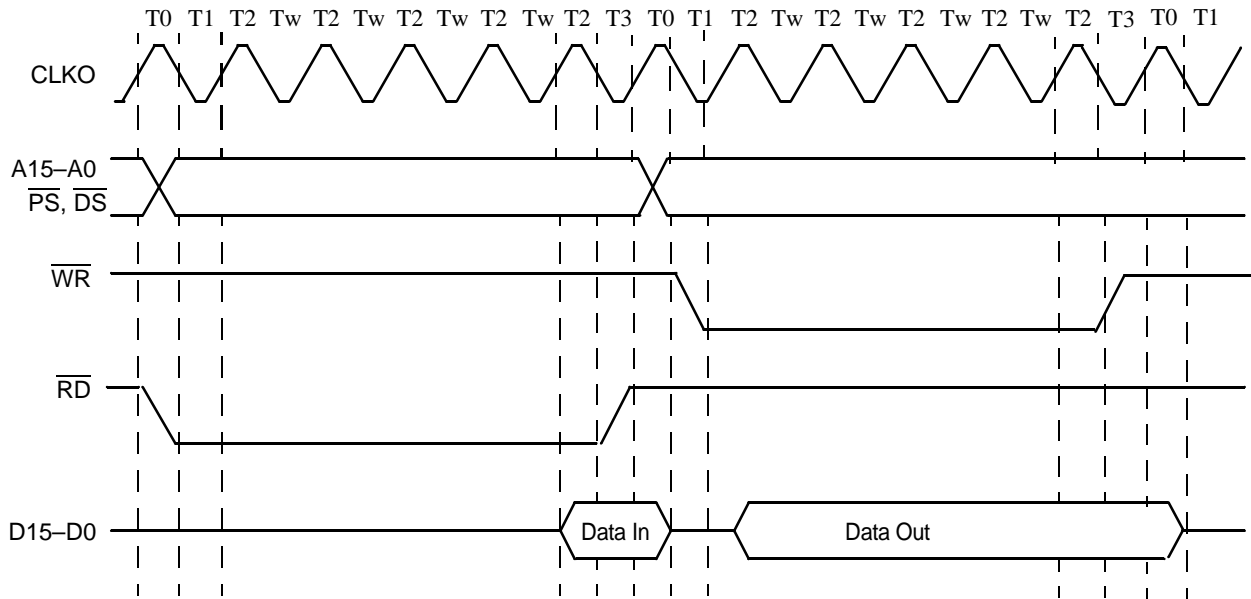 T0 T1 T2 Tw T2 Tw T2 Tw T2 Tw T2 T3 T0 T1 T2 Tw T2 Tw T2 Tw T2 Tw T2 T3 T0 T1
CLKO
A15–A0
PS, DS
WR
RD
D15–D0 Data In Data Out